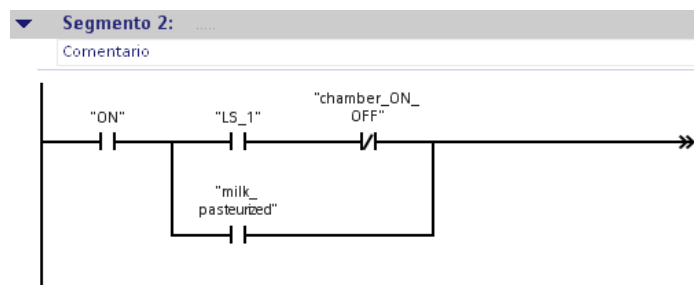 Segmento 2: .....
Comentario
"ON"
"LS_1"
"chamber_ON_
OFF"
"milk_
pasteurized"